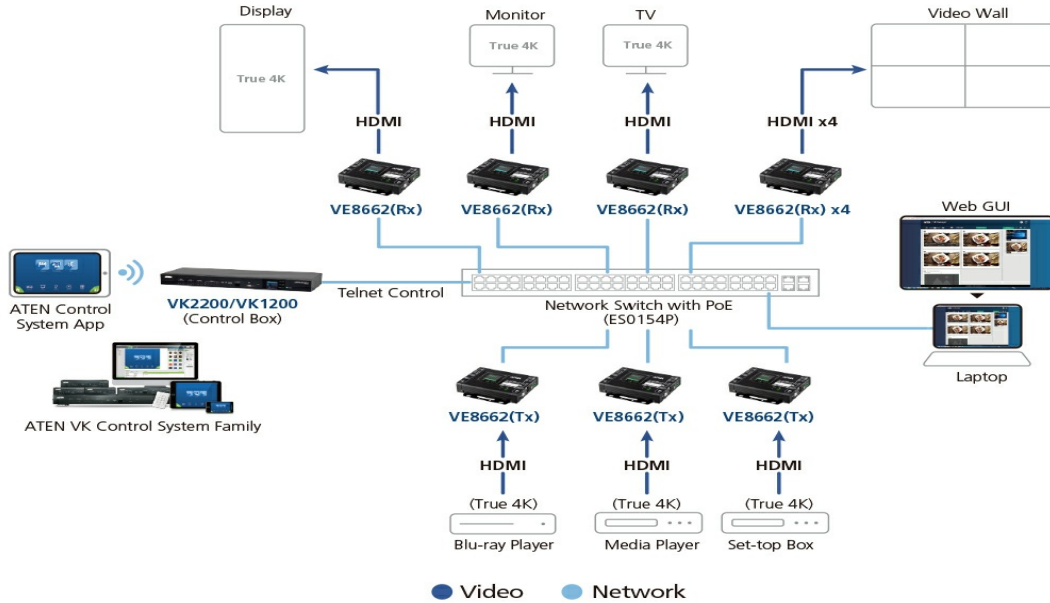 Display
Monitor
TV
Video Wall
True 4K
True 4K
True 4K
HDMI
HDMI
HDMI
HDMI x4
VE8662(Rx)
VE8662(Rx)
VE8662(Rx)
VE8662(Rx) x4
Web GUI
ATEN Control
System App
VK2200/VK1200
(Control Box)
Telnet Control
Network Switch with PoE
(ES0154P)
Laptop
ATEN VK Control System Family
VE8662(Tx)
VE8662(Tx)
VE8662(Tx)
HDMI
HDMI
HDMI
(True 4K)
(True 4K)
(True 4K)
Blu-ray Player
Media Player
Set-top Box
Video
Network